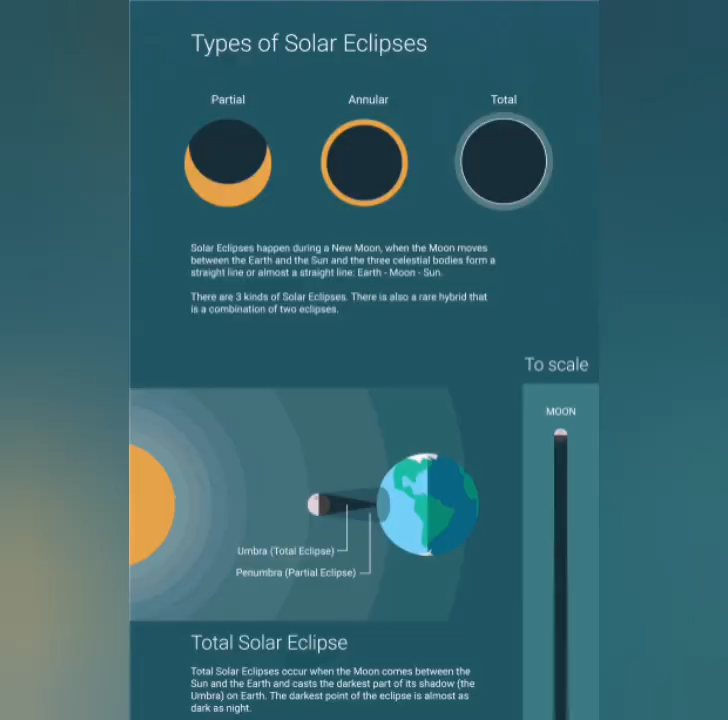 Types of Solar Eclipses
Partial
Annular
Total
Solar Eclipses happen during a New Moon, when the Moon moves
between the Earth and the Sun and the three celestial bodies form a
straight line or almost a straight line: Earth - Moon - Sun.
There are 3 kinds of Solar Eclipses. There is also a rare hybrid that
is a combination of two eclipses.
To scale
MOON
Umbra (Total Eclipse)
Penumbra (Partial Eclipse)
Total Solar Eclipse
Total Solar Eclipses occur when the Moon comes between the
Sun and the Earth and casts the darkest part of its shadow (the
Umbra) on Earth. The darkest point of the eclipse is almost as
dark as night.